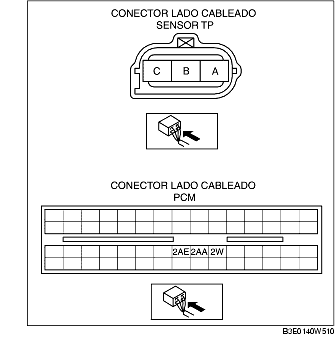 CONECTOR LADO CABLEADO
SENSOR TP
C B A
CONECTOR LADO CABLEADO
PCM
2AE 2AA 2W
B3E0140W510